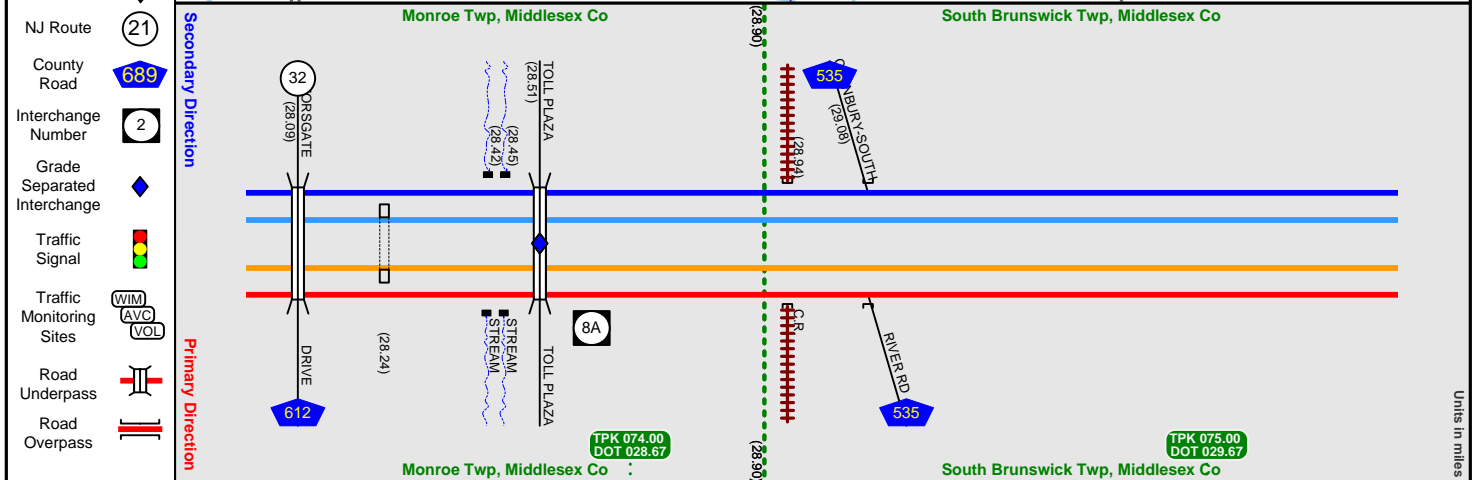 NJ Route
21
County
Road
689
Interchange
Number
2
Grade
Separated
Interchange
Traffic
Signal
Traffic
Monitoring
Sites
WIM
AVC
VOL
Road
Underpass
Road
Overpass
Secondary Direction
Primary Direction
Monroe Twp, Middlesex Co
(28.90)
South Brunswick Twp, Middlesex Co
32
ORSGATE
(28.09)
(28.42)
(28.45)
TOLL PLAZA
(28.51)
(28.94)
535
NBURY-SOUTH
(29.08)
DRIVE
612
(28.24)
STREAM
STREAM
TOLL PLAZA
8A
C.R.
RIVER RD
535
TPK 074.00
DOT 028.67
TPK 075.00
DOT 029.67
Monroe Twp, Middlesex Co
(28.90)
South Brunswick Twp, Middlesex Co
Units in miles